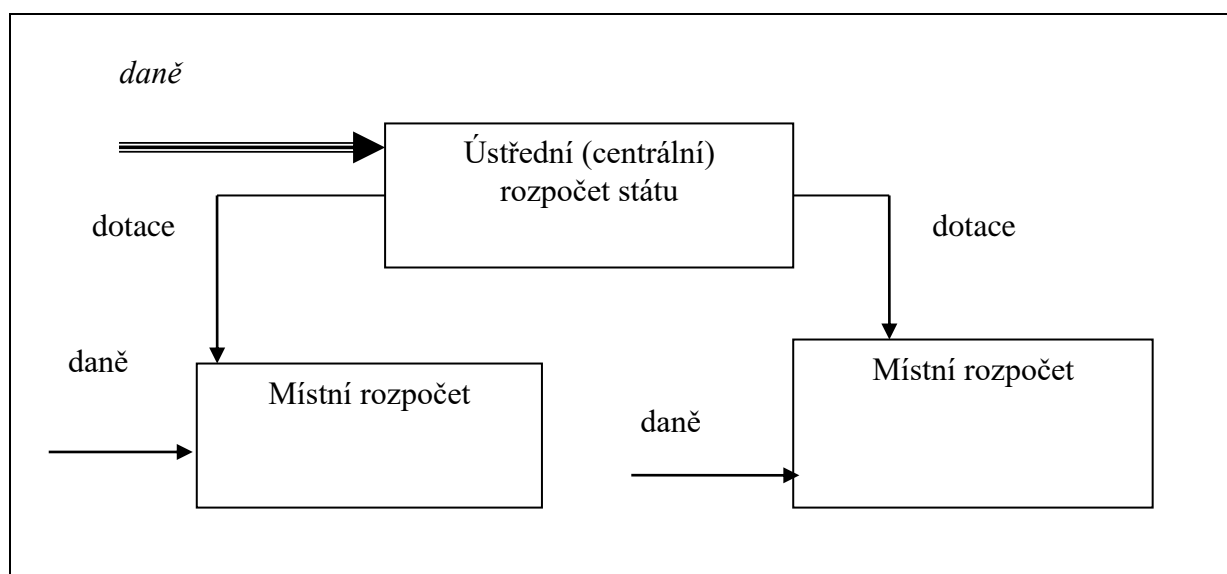 daně
Ústřední (centrální)
rozpočet státu
dotace
dotace
daně
Místní rozpočet
Místní rozpočet
daně